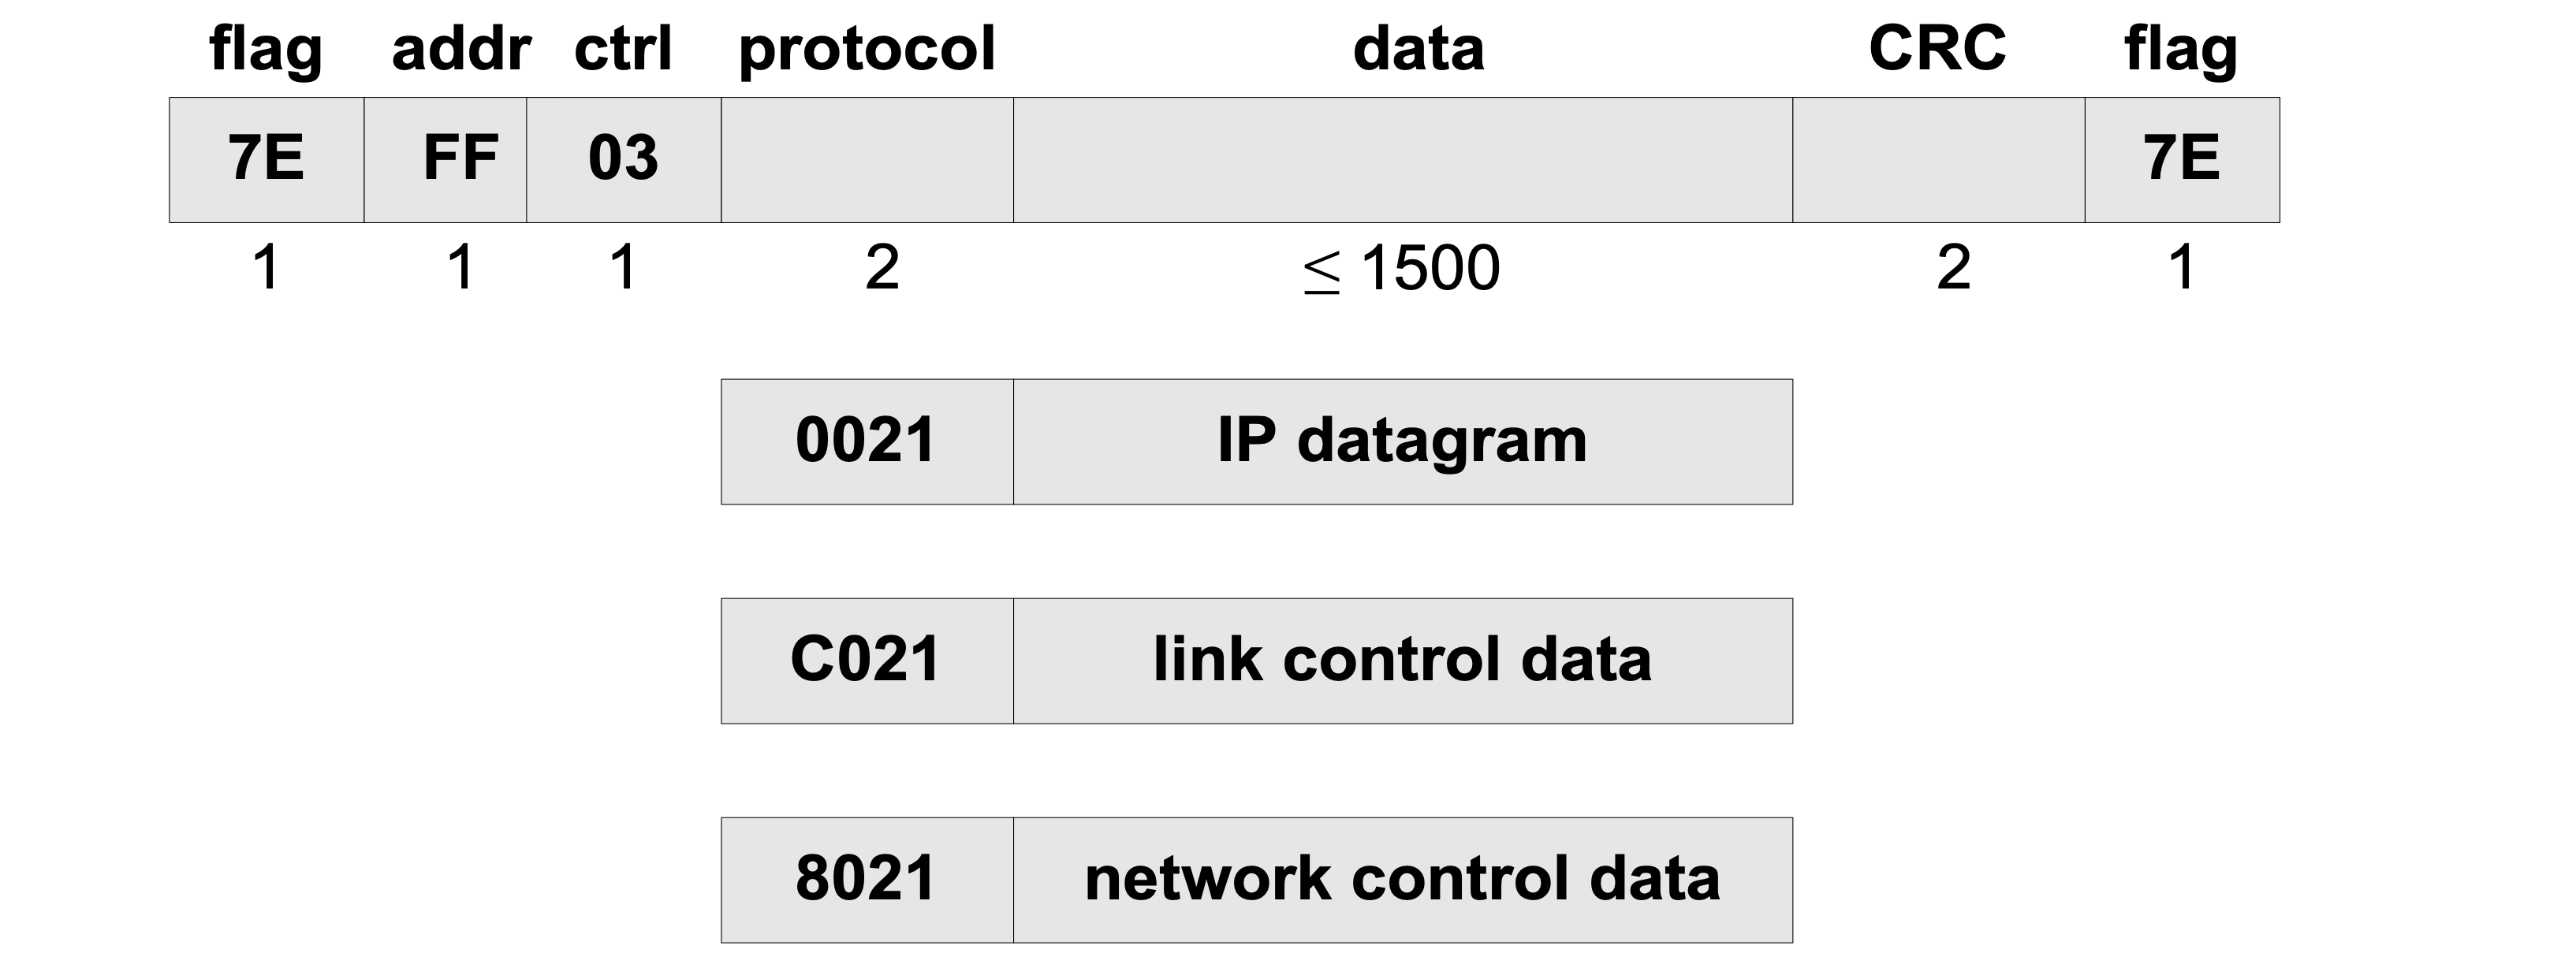 flag addr ctrl protocol data CRC flag
7E FF 03 7E
1 1 1 2 ≤ 1500 2 1
0021 IP datagram
C021 link control data
8021 network control data